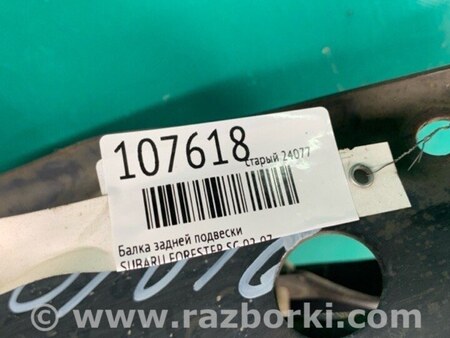 107618
старый 24077
Балка задней подвески
SUBARU FORESTER SG 02-07
www.razborki.com